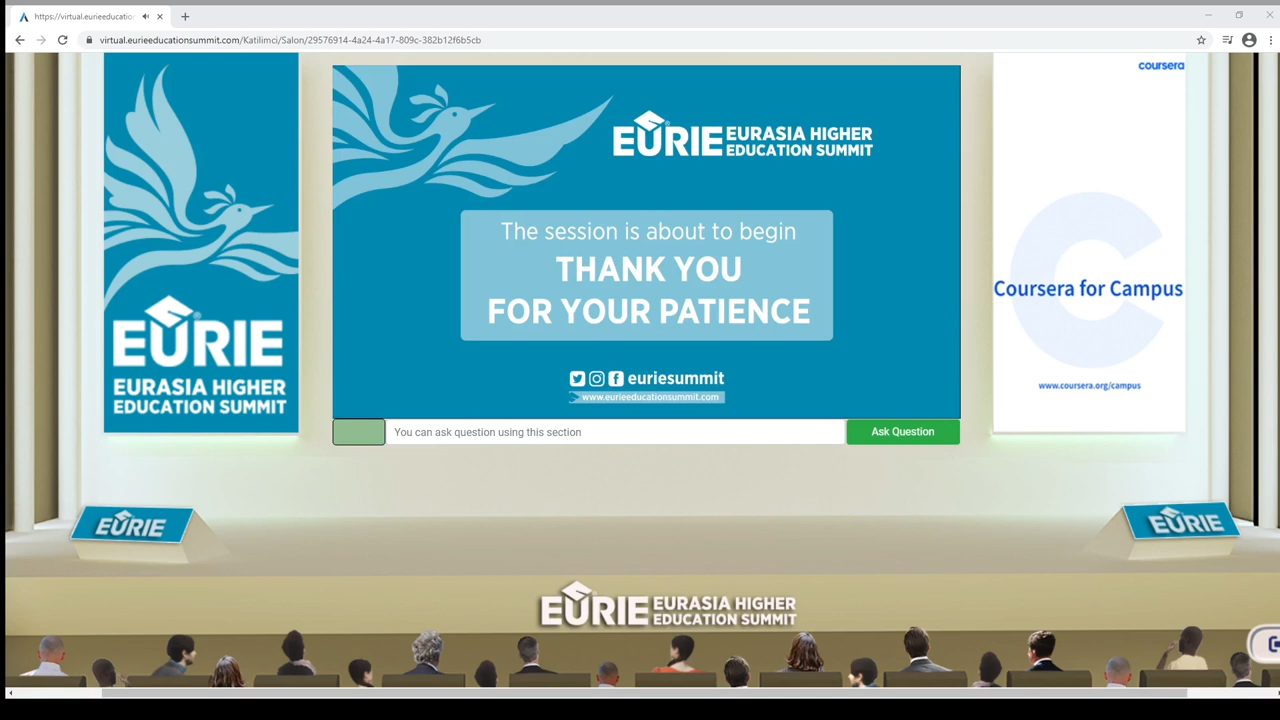 https://virtual.eurieeducatio
virtual.eurieeducationsummit.com/Katilimci/Salon/29576914-4a24-4a17-809c-382b12f6b5cb
EURIE
EURASIA HIGHER
EDUCATION SUMMIT
EURIE EURASIA HIGHER
EDUCATION SUMMIT
The session is about to begin
THANK YOU
FOR YOUR PATIENCE
euriesummit
www.eurieeducationsummit.com
You can ask question using this section
Ask Question
coursera
Coursera for Campus
www.coursera.org/campus
EURIE
EURIE
EURIE EURASIA HIGHER
EDUCATION SUMMIT